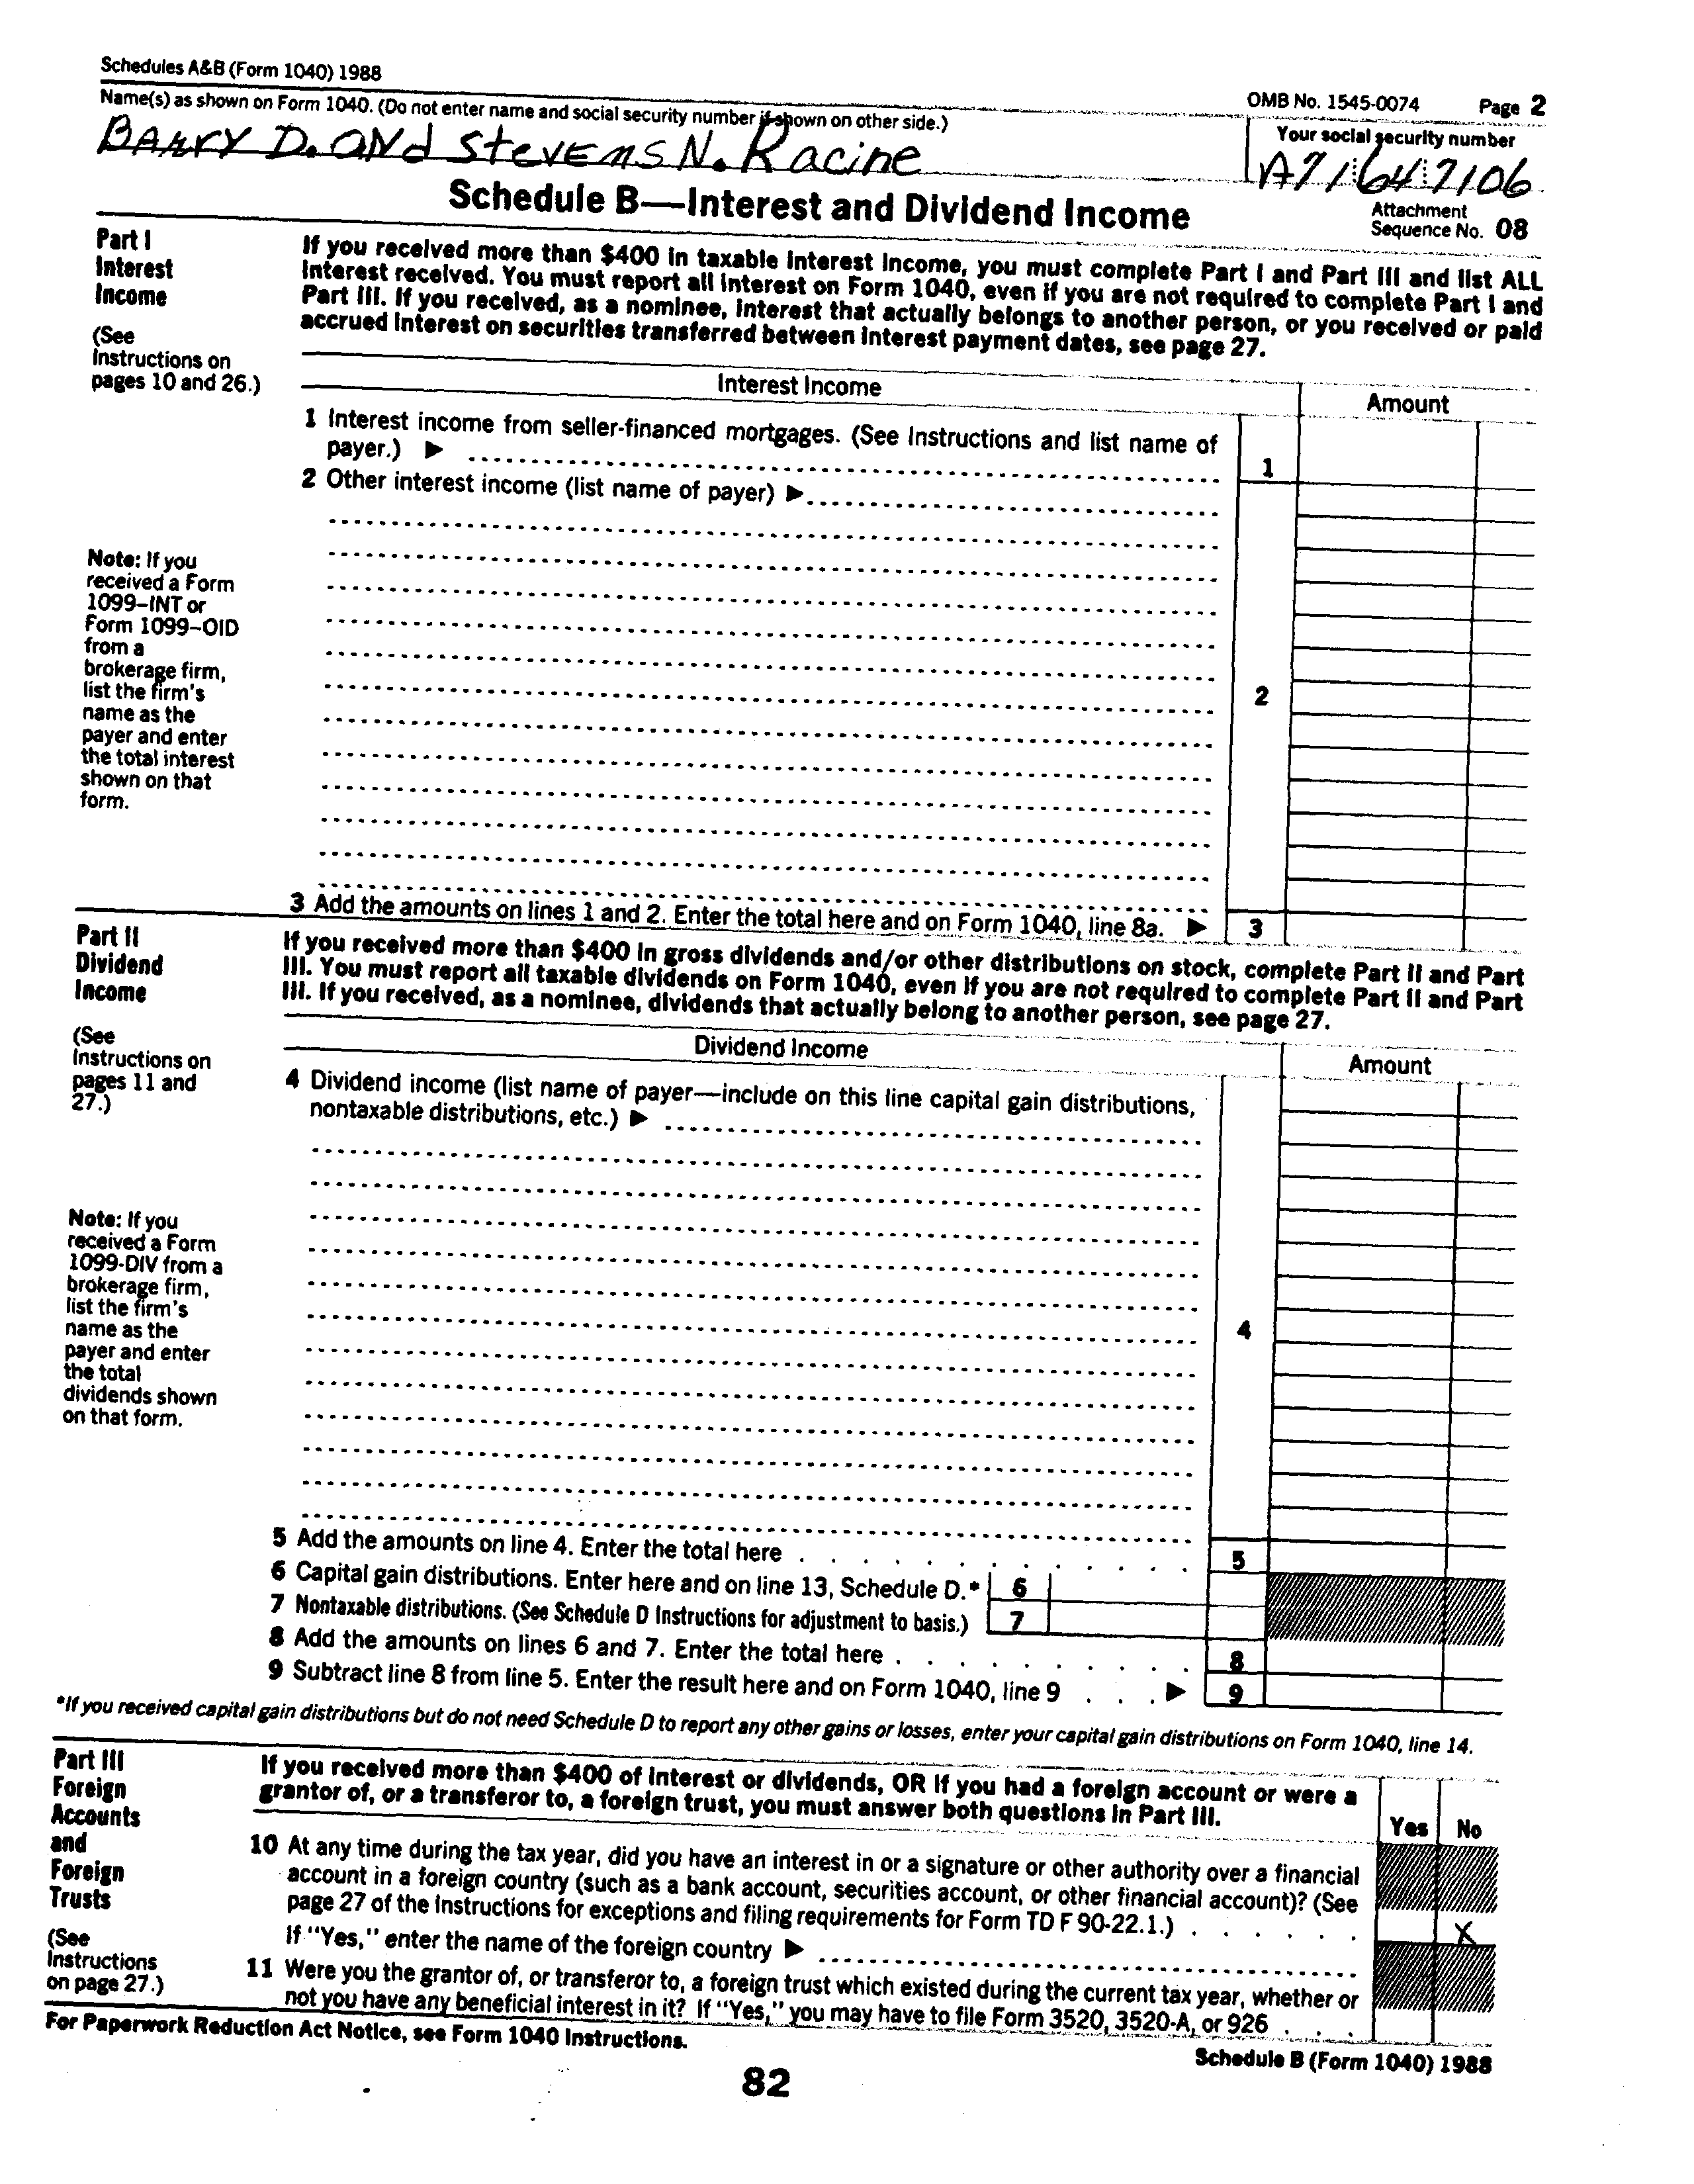 Schedules A&B (Form 1040) 1988
OMB No. 1545-0074 Page 2
Name(s) as shown on Form 1040. (Do not enter name and social security number if shown on other side.)
Your social security number
BARRY D. AND StevENS N. Racine
A71 64 7106
Schedule B—Interest and Dividend Income
Attachment
Sequence No. 08
Part I
Interest
Income
(See
Instructions on
pages 10 and 26.)
If you received more than $400 in taxable interest income, you must complete Part I and Part III and list ALL
interest received. You must report all interest on Form 1040, even if you are not required to complete Part I and
Part III. If you received, as a nominee, interest that actually belongs to another person, or you received or paid
accrued interest on securities transferred between interest payment dates, see page 27.
Interest Income
Amount
1 Interest income from seller-financed mortgages. (See Instructions and list name of
payer.) ▶
1
2 Other interest income (list name of payer) ▶
Note: If you
received a Form
1099–INT or
Form 1099–OID
from a
brokerage firm,
list the firm's
name as the
payer and enter
the total interest
shown on that
form.
2
3 Add the amounts on lines 1 and 2. Enter the total here and on Form 1040, line 8a. ▶ 3
Part II
Dividend
Income
(See
Instructions on
pages 11 and
27.)
If you received more than $400 in gross dividends and/or other distributions on stock, complete Part II and Part
III. You must report all taxable dividends on Form 1040, even if you are not required to complete Part II and Part
III. If you received, as a nominee, dividends that actually belong to another person, see page 27.
Dividend Income
Amount
4 Dividend income (list name of payer—include on this line capital gain distributions,
nontaxable distributions, etc.) ▶
Note: If you
received a Form
1099-DIV from a
brokerage firm,
list the firm's
name as the
payer and enter
the total
dividends shown
on that form.
4
5 Add the amounts on line 4. Enter the total here . . . . . . . . . . . 5
6 Capital gain distributions. Enter here and on line 13, Schedule D.* 6
7 Nontaxable distributions. (See Schedule D Instructions for adjustment to basis.) 7
8 Add the amounts on lines 6 and 7. Enter the total here . . . . . . . . . 8
9 Subtract line 8 from line 5. Enter the result here and on Form 1040, line 9 . . . ▶ 9
*If you received capital gain distributions but do not need Schedule D to report any other gains or losses, enter your capital gain distributions on Form 1040, line 14.
Part III
Foreign
Accounts
and
Foreign
Trusts
(See
Instructions
on page 27.)
If you received more than $400 of interest or dividends, OR if you had a foreign account or were a
grantor of, or a transferor to, a foreign trust, you must answer both questions in Part III.
Yes No
10 At any time during the tax year, did you have an interest in or a signature or other authority over a financial
account in a foreign country (such as a bank account, securities account, or other financial account)? (See
page 27 of the Instructions for exceptions and filing requirements for Form TD F 90-22.1.) . . . . . . X
If "Yes," enter the name of the foreign country ▶
11 Were you the grantor of, or transferor to, a foreign trust which existed during the current tax year, whether or
not you have any beneficial interest in it? If "Yes," you may have to file Form 3520, 3520-A, or 926 . . .
For Paperwork Reduction Act Notice, see Form 1040 Instructions.
Schedule B (Form 1040) 1988
82